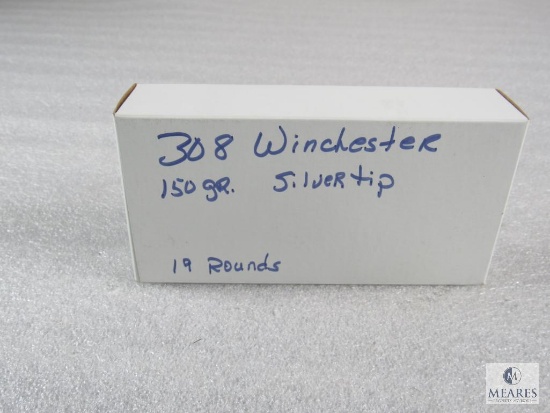 308 Winchester
150 gr. Silvertip
19 Rounds
M
MEARES